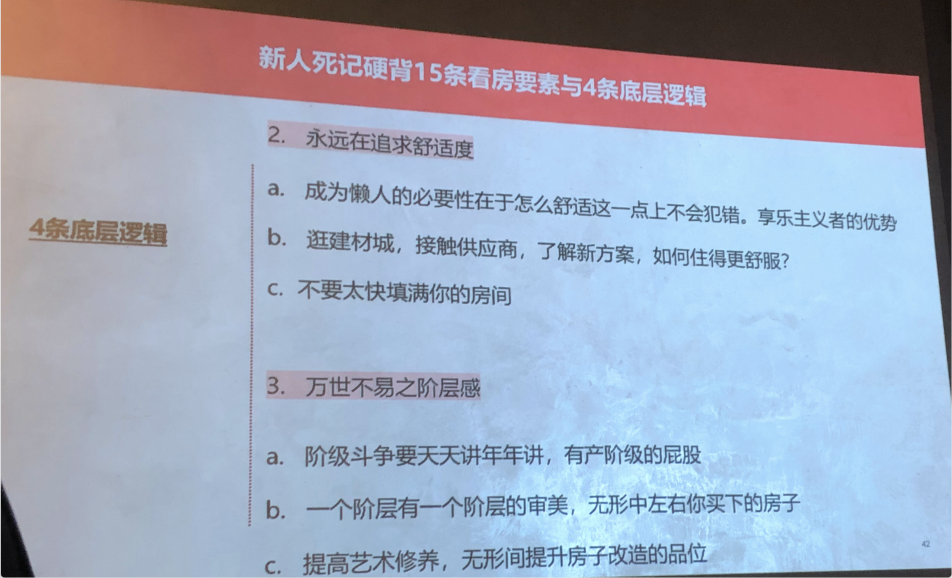 新人死记硬背15条看房要素与4条底层逻辑
4条底层逻辑
2. 永远在追求舒适度
a. 成为懒人的必要性在于怎么舒适这一点上不会犯错。享乐主义者的优势
b. 逛建材城，接触供应商，了解新方案，如何住得更舒服？
c. 不要太快填满你的房间
3. 万世不易之阶层感
a. 阶级斗争要天天讲年年讲，有产阶级的屁股
b. 一个阶层有一个阶层的审美，无形中左右你买下的房子
c. 提高艺术修养，无形间提升房子改造的品位
42